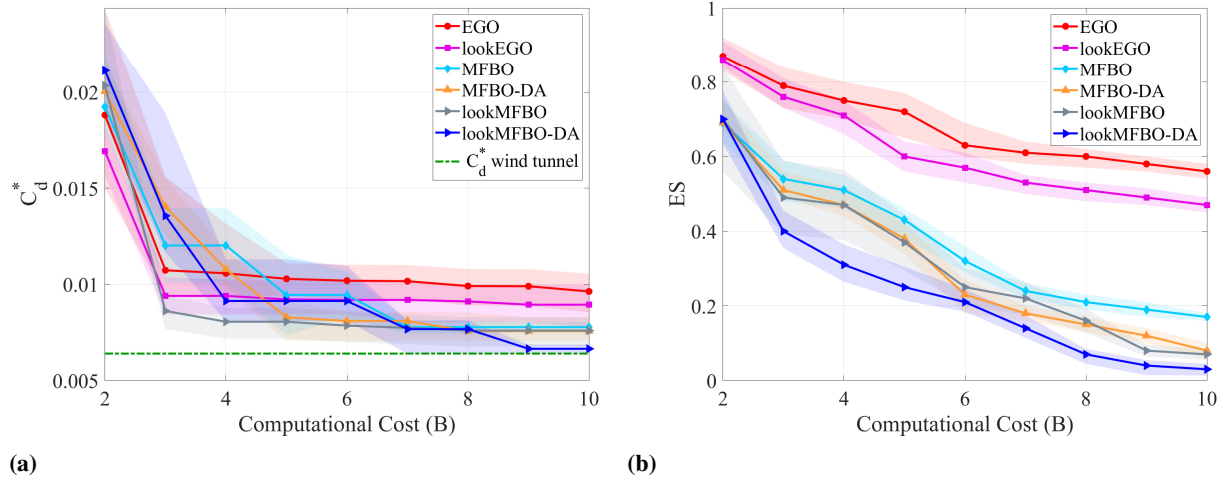 EGO
lookEGO
MFBO
MFBO-DA
lookMFBO
lookMFBO-DA
C*d wind tunnel
0.02
0.015
0.01
0.005
C*d
2
4
6
8
10
Computational Cost (B)
(a)
EGO
lookEGO
MFBO
MFBO-DA
lookMFBO
lookMFBO-DA
1
0.8
0.6
0.4
0.2
0
ES
2
4
6
8
10
Computational Cost (B)
(b)